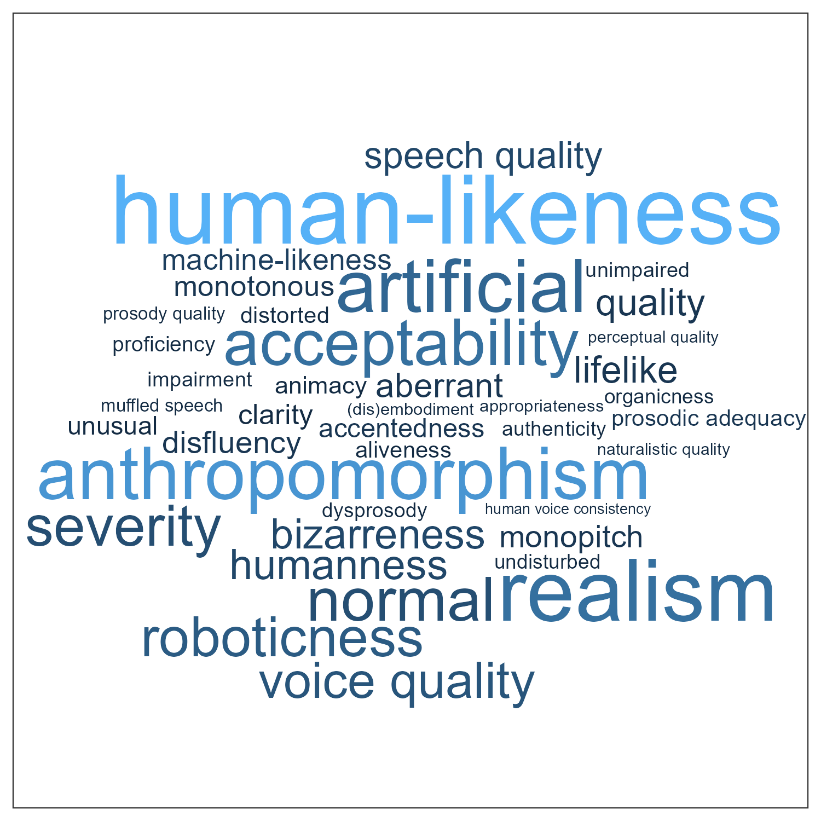 speech quality
human-likeness
machine-likeness
artificial
unimpaired
monotonous
quality
prosody quality
distorted
acceptability
perceptual quality
proficiency
lifelike
impairment
animacy
aberrant
organicness
muffled speech
clarity
(dis)embodiment
appropriateness
prosodic adequacy
unusual
accentedness
authenticity
disfluency
aliveness
naturalistic quality
anthropomorphism
severity
dysprosody
human voice consistency
bizarreness
monopitch
humanness
undisturbed
normal
realism
roboticness
voice quality